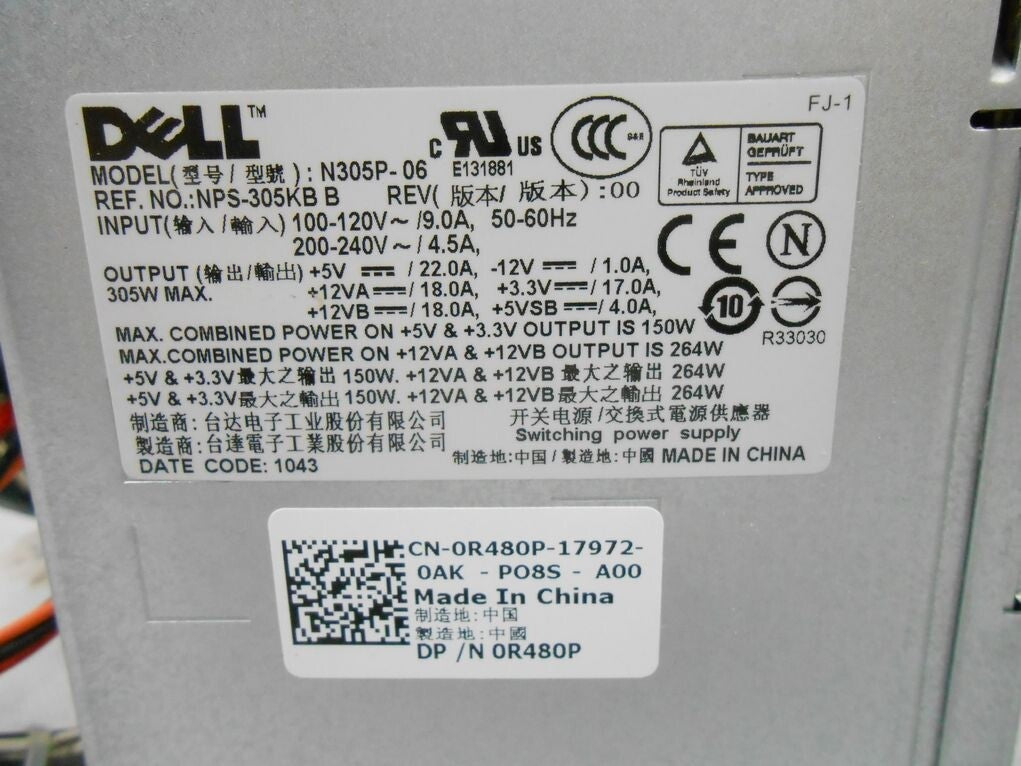 DELL™
FJ-1
MODEL(型号/型號): N305P-06
REF. NO.:NPS-305KB B REV(版本/版本):00
c UR US
E131881
CCC S&E
TÜV
Rheinland
Product Safety
BAUART
GEPRÜFT
TYPE
APPROVED
INPUT(输入/輸入) 100-120V~/9.0A, 50-60Hz
200-240V~/4.5A,
CE
N
OUTPUT (输出/輸出) +5V ⎓/22.0A, -12V ⎓/1.0A,
305W MAX. +12VA⎓/18.0A, +3.3V⎓/17.0A,
+12VB⎓/18.0A, +5VSB⎓/4.0A,
10
R33030
MAX. COMBINED POWER ON +5V & +3.3V OUTPUT IS 150W
MAX.COMBINED POWER ON +12VA & +12VB OUTPUT IS 264W
+5V & +3.3V最大之输出 150W. +12VA & +12VB 最大之输出 264W
+5V & +3.3V最大之輸出 150W. +12VA & +12VB最大之輸出 264W
制造商: 台达电子工业股份有限公司 开关电源/交換式電源供應器
製造商: 台達電子工業股份有限公司 Switching power supply
DATE CODE: 1043 制造地:中国/製造地:中國 MADE IN CHINA
CN-0R480P-17972-
0AK - PO8S - A00
Made In China
制造地:中国
製造地:中國
DP /N 0R480P